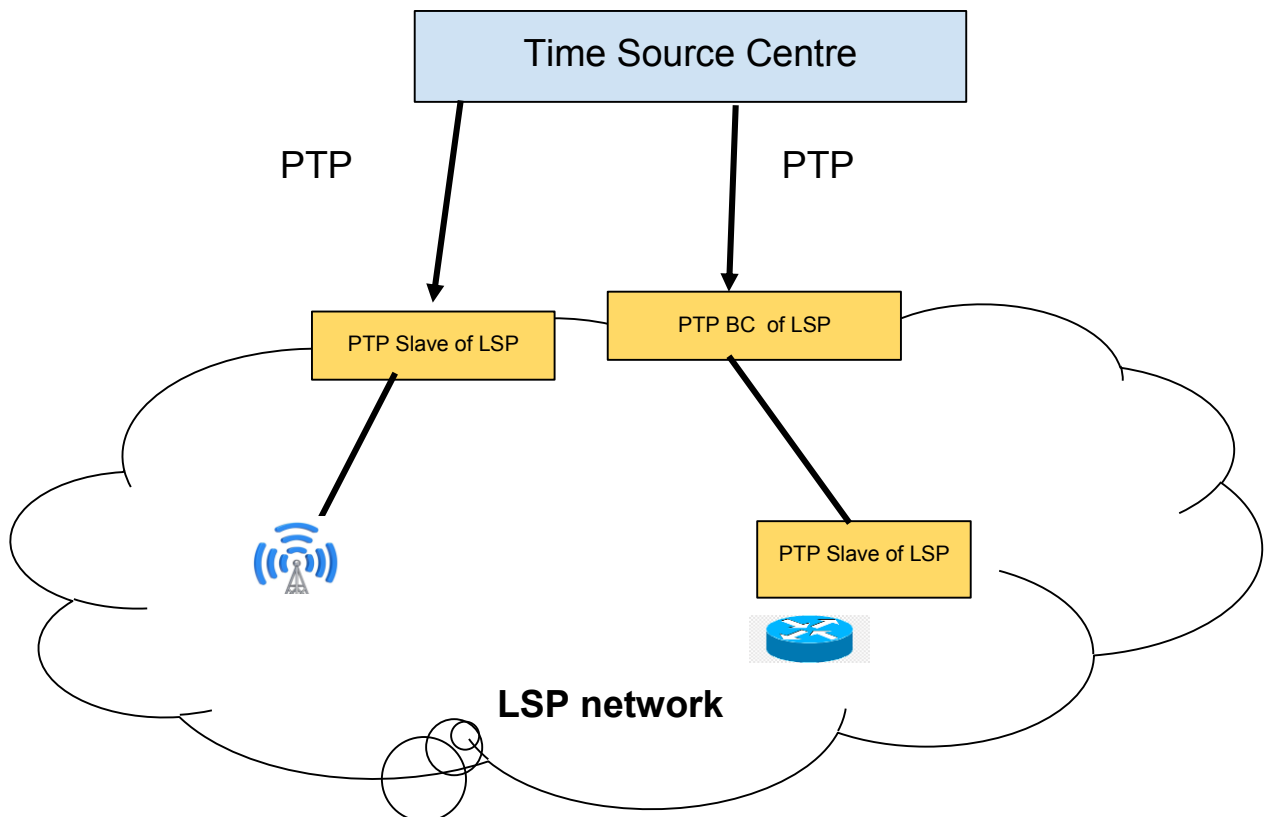 Time Source Centre
PTP
PTP
PTP Slave of LSP
PTP BC of LSP
PTP Slave of LSP
LSP network